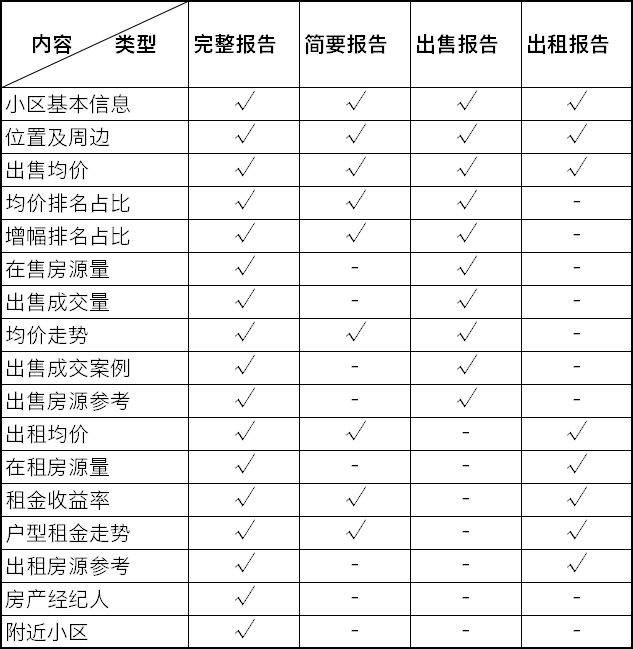 内容 类型 完整报告 简要报告 出售报告 出租报告
小区基本信息 √ √ √ √
位置及周边 √ √ √ √
出售均价 √ √ √ √
均价排名占比 √ √ √ -
增幅排名占比 √ √ √ -
在售房源量 √ - √ -
出售成交量 √ - √ -
均价走势 √ √ √ -
出售成交案例 √ - √ -
出售房源参考 √ - √ -
出租均价 √ √ - √
在租房源量 √ - - √
租金收益率 √ √ - √
户型租金走势 √ √ - √
出租房源参考 √ - - √
房产经纪人 √ - - -
附近小区 √ - - -